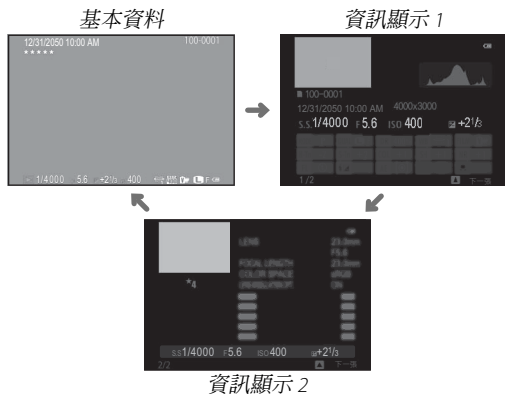 基本資料
資訊顯示 1
12/31/2050 10:00 AM 100-0001
★★★★★
1/4000 5.6 +2 1/3 400 F
100-0001
12/31/2050 10:00 AM 4000x3000
S.S. 1/4000 F 5.6 ISO 400 +2 1/3
1/2 下一張
LENS 23.0mm
F5.6
FOCAL LENGTH 23.0mm
COLOR SPACE sRGB
ON
★4
S.S 1/4000 F 5.6 ISO 400 +2 1/3
2/2 下一張
資訊顯示 2